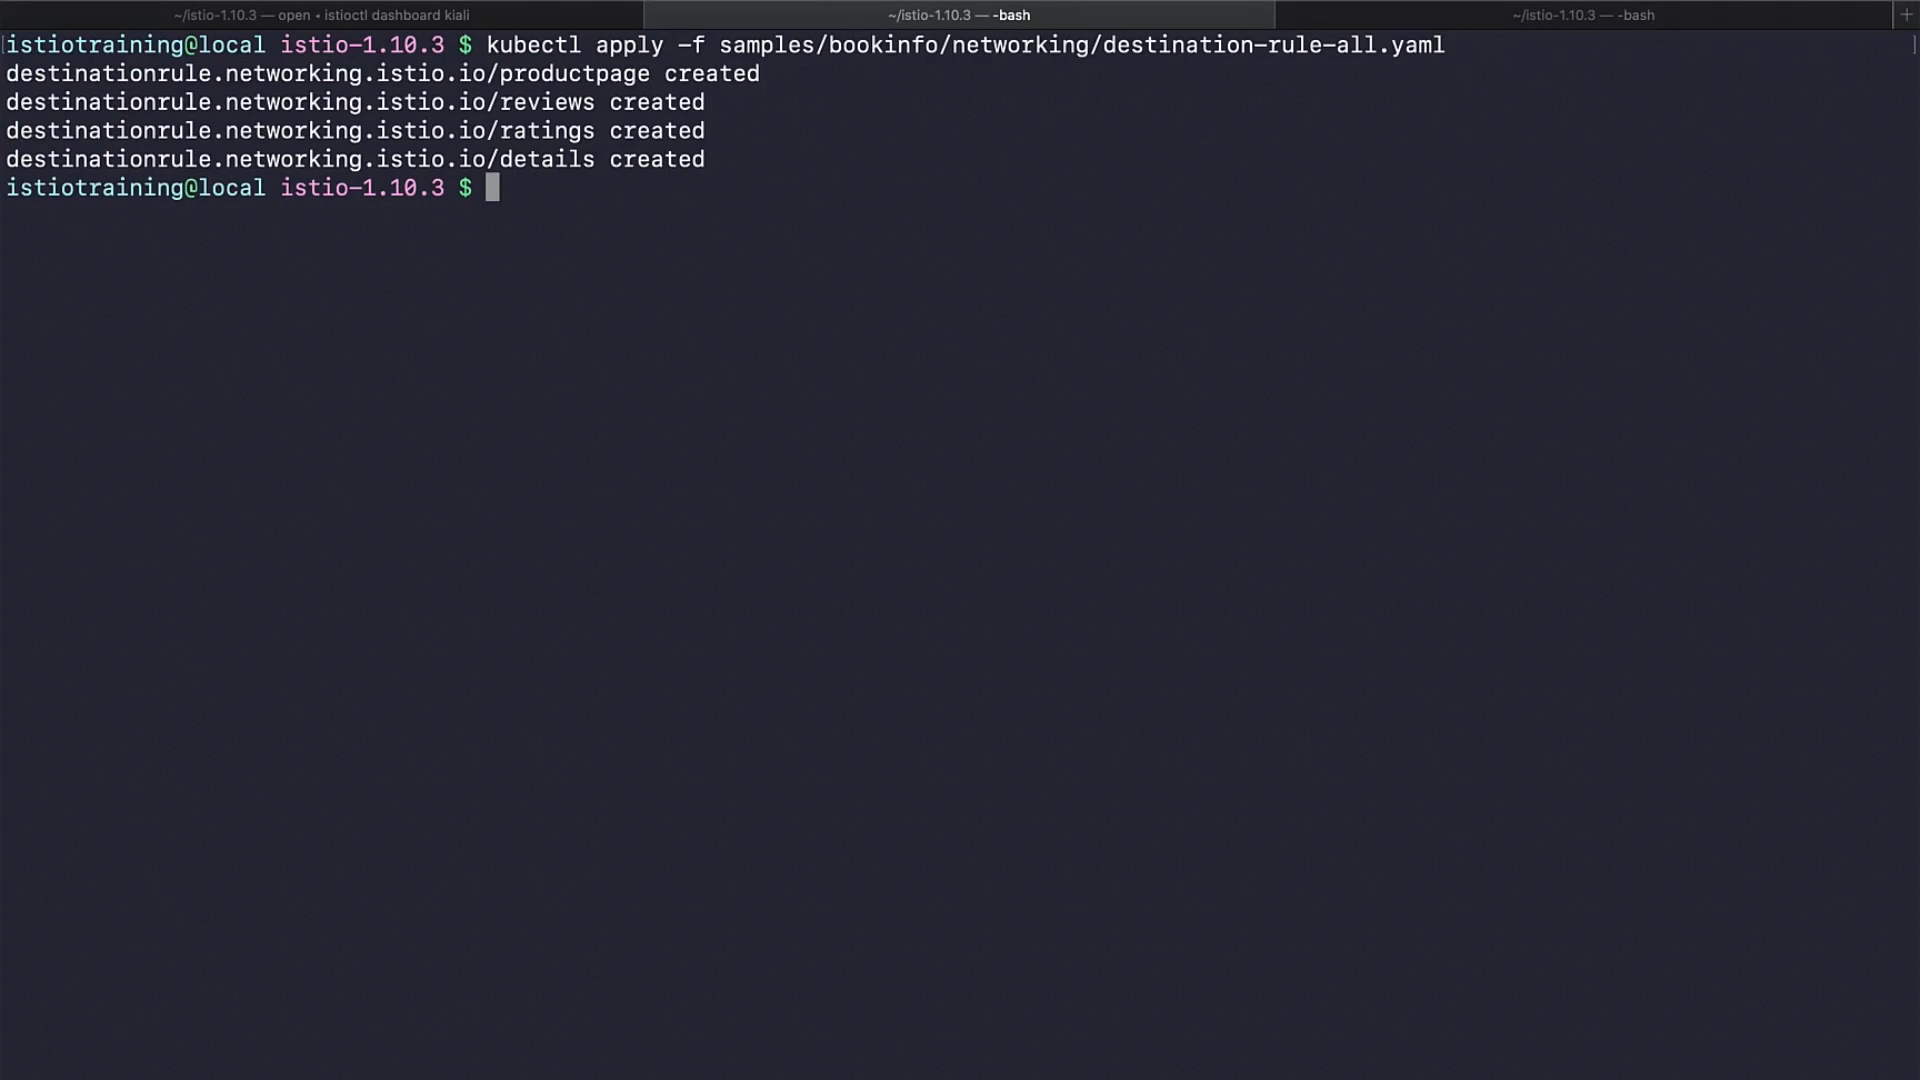 ~/istio-1.10.3 — open • istioctl dashboard kiali
~/istio-1.10.3 — -bash
~/istio-1.10.3 — -bash
+
[istiotraining@local istio-1.10.3 $ kubectl apply -f samples/bookinfo/networking/destination-rule-all.yaml ]
destinationrule.networking.istio.io/productpage created
destinationrule.networking.istio.io/reviews created
destinationrule.networking.istio.io/ratings created
destinationrule.networking.istio.io/details created
istiotraining@local istio-1.10.3 $